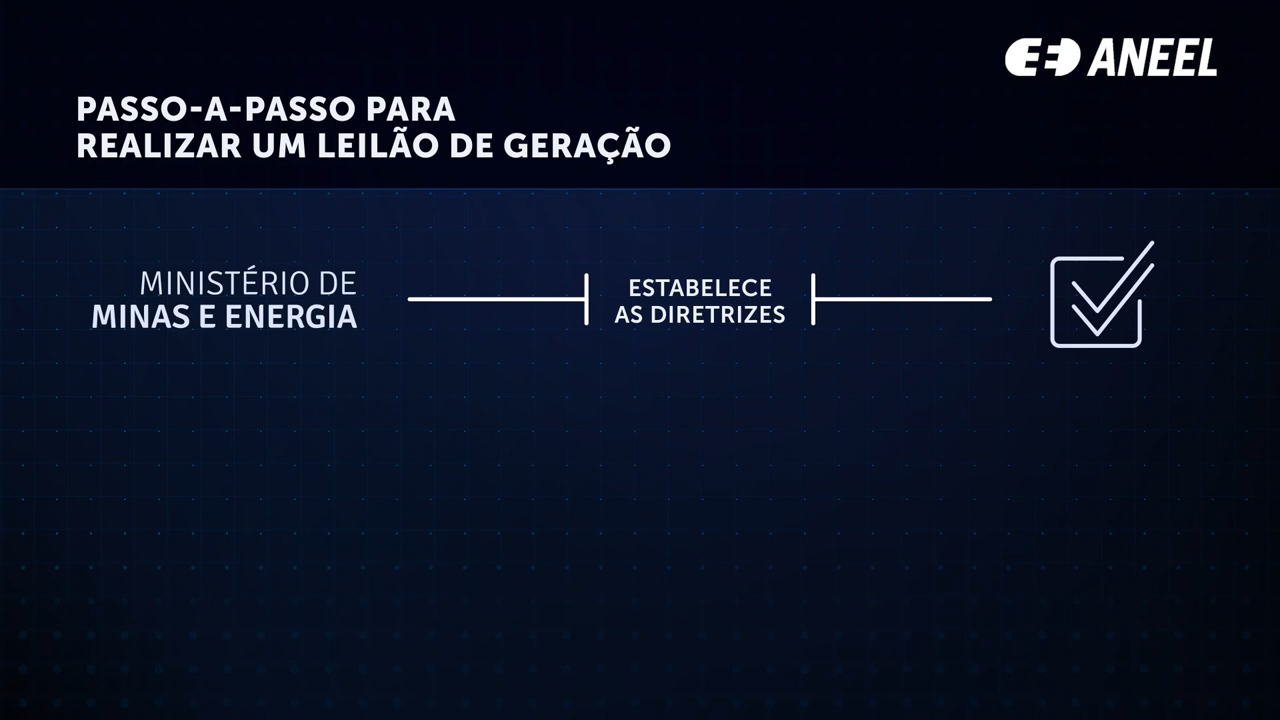 ANEEL
PASSO-A-PASSO PARA
REALIZAR UM LEILÃO DE GERAÇÃO
MINISTÉRIO DE
MINAS E ENERGIA
ESTABELECE
AS DIRETRIZES